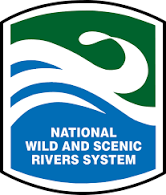 NATIONAL
WILD AND SCENIC
RIVERS SYSTEM